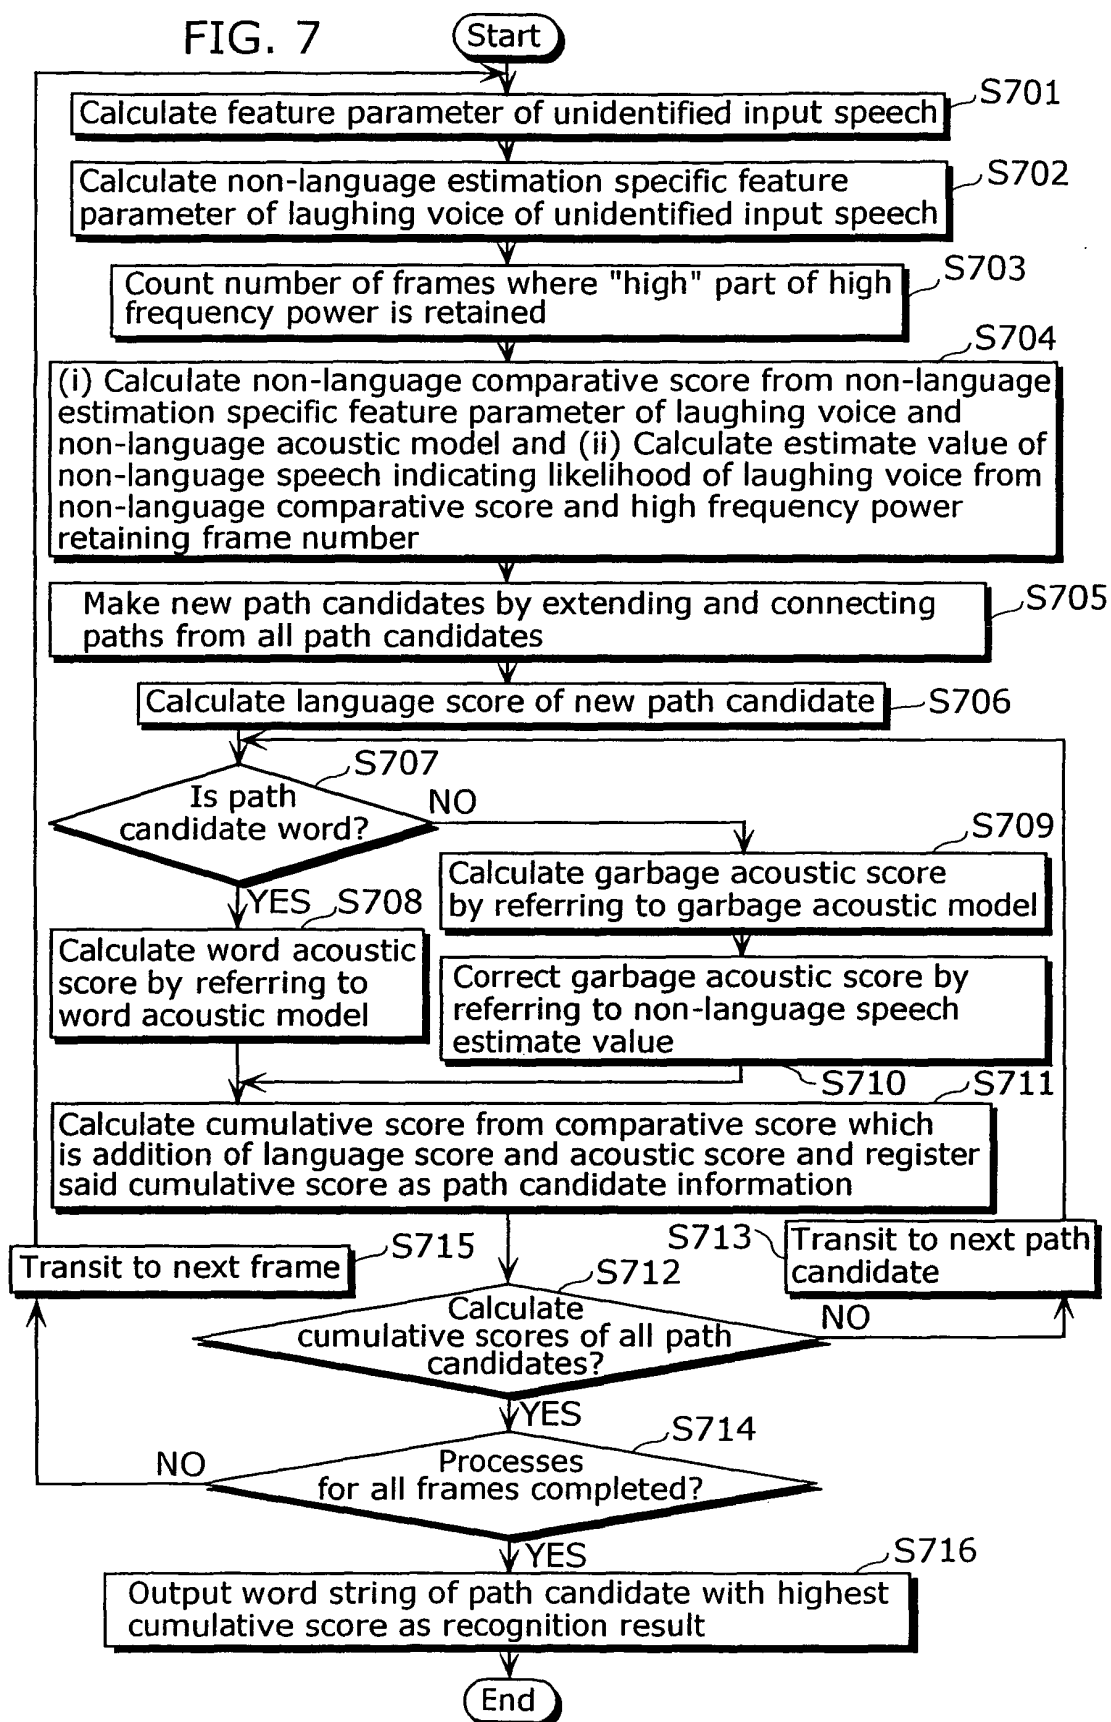 FIG. 7
Start
S701
Calculate feature parameter of unidentified input speech
S702
Calculate non-language estimation specific feature
parameter of laughing voice of unidentified input speech
S703
Count number of frames where "high" part of high
frequency power is retained
S704
(i) Calculate non-language comparative score from non-language
estimation specific feature parameter of laughing voice and
non-language acoustic model and (ii) Calculate estimate value of
non-language speech indicating likelihood of laughing voice from
non-language comparative score and high frequency power
retaining frame number
S705
Make new path candidates by extending and connecting
paths from all path candidates
Calculate language score of new path candidate
S706
S707
Is path
candidate word?
NO
YES
S708
Calculate word acoustic
score by referring to
word acoustic model
S709
Calculate garbage acoustic score
by referring to garbage acoustic model
Correct garbage acoustic score by
referring to non-language speech
estimate value
S710
S711
Calculate cumulative score from comparative score which
is addition of language score and acoustic score and register
said cumulative score as path candidate information
S715
Transit to next frame
S713
Transit to next path
candidate
S712
Calculate
cumulative scores of all path
candidates?
NO
YES
S714
Processes
for all frames completed?
NO
YES
S716
Output word string of path candidate with highest
cumulative score as recognition result
End